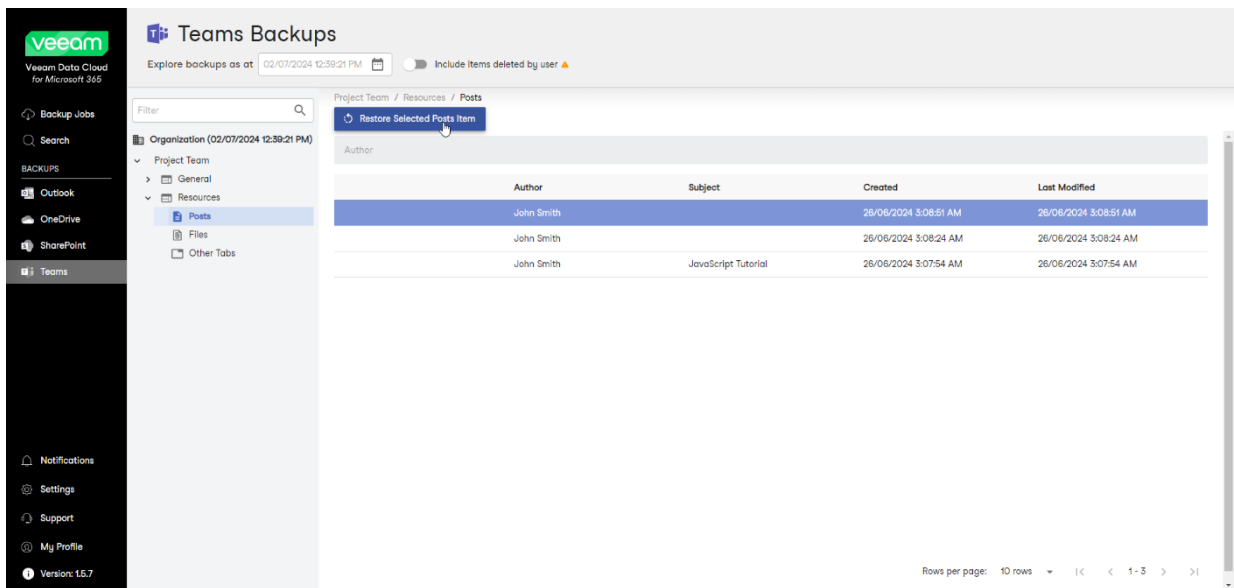 veeam
Veeam Data Cloud
for Microsoft 365
Backup Jobs
Search
BACKUPS
Outlook
OneDrive
SharePoint
Teams
Notifications
Settings
Support
My Profile
Version: 1.5.7
Teams Backups
Explore backups as at 02/07/2024 12:39:21 PM Include items deleted by user
Filter
Organization (02/07/2024 12:39:21 PM)
Project Team
General
Resources
Posts
Files
Other Tabs
Project Team / Resources / Posts
Restore Selected Posts Item
Author
Author Subject Created Last Modified
John Smith 26/06/2024 3:08:51 AM 26/06/2024 3:08:51 AM
John Smith 26/06/2024 3:08:24 AM 26/06/2024 3:08:24 AM
John Smith JavaScript Tutorial 26/06/2024 3:07:54 AM 26/06/2024 3:07:54 AM
Rows per page: 10 rows 1-3